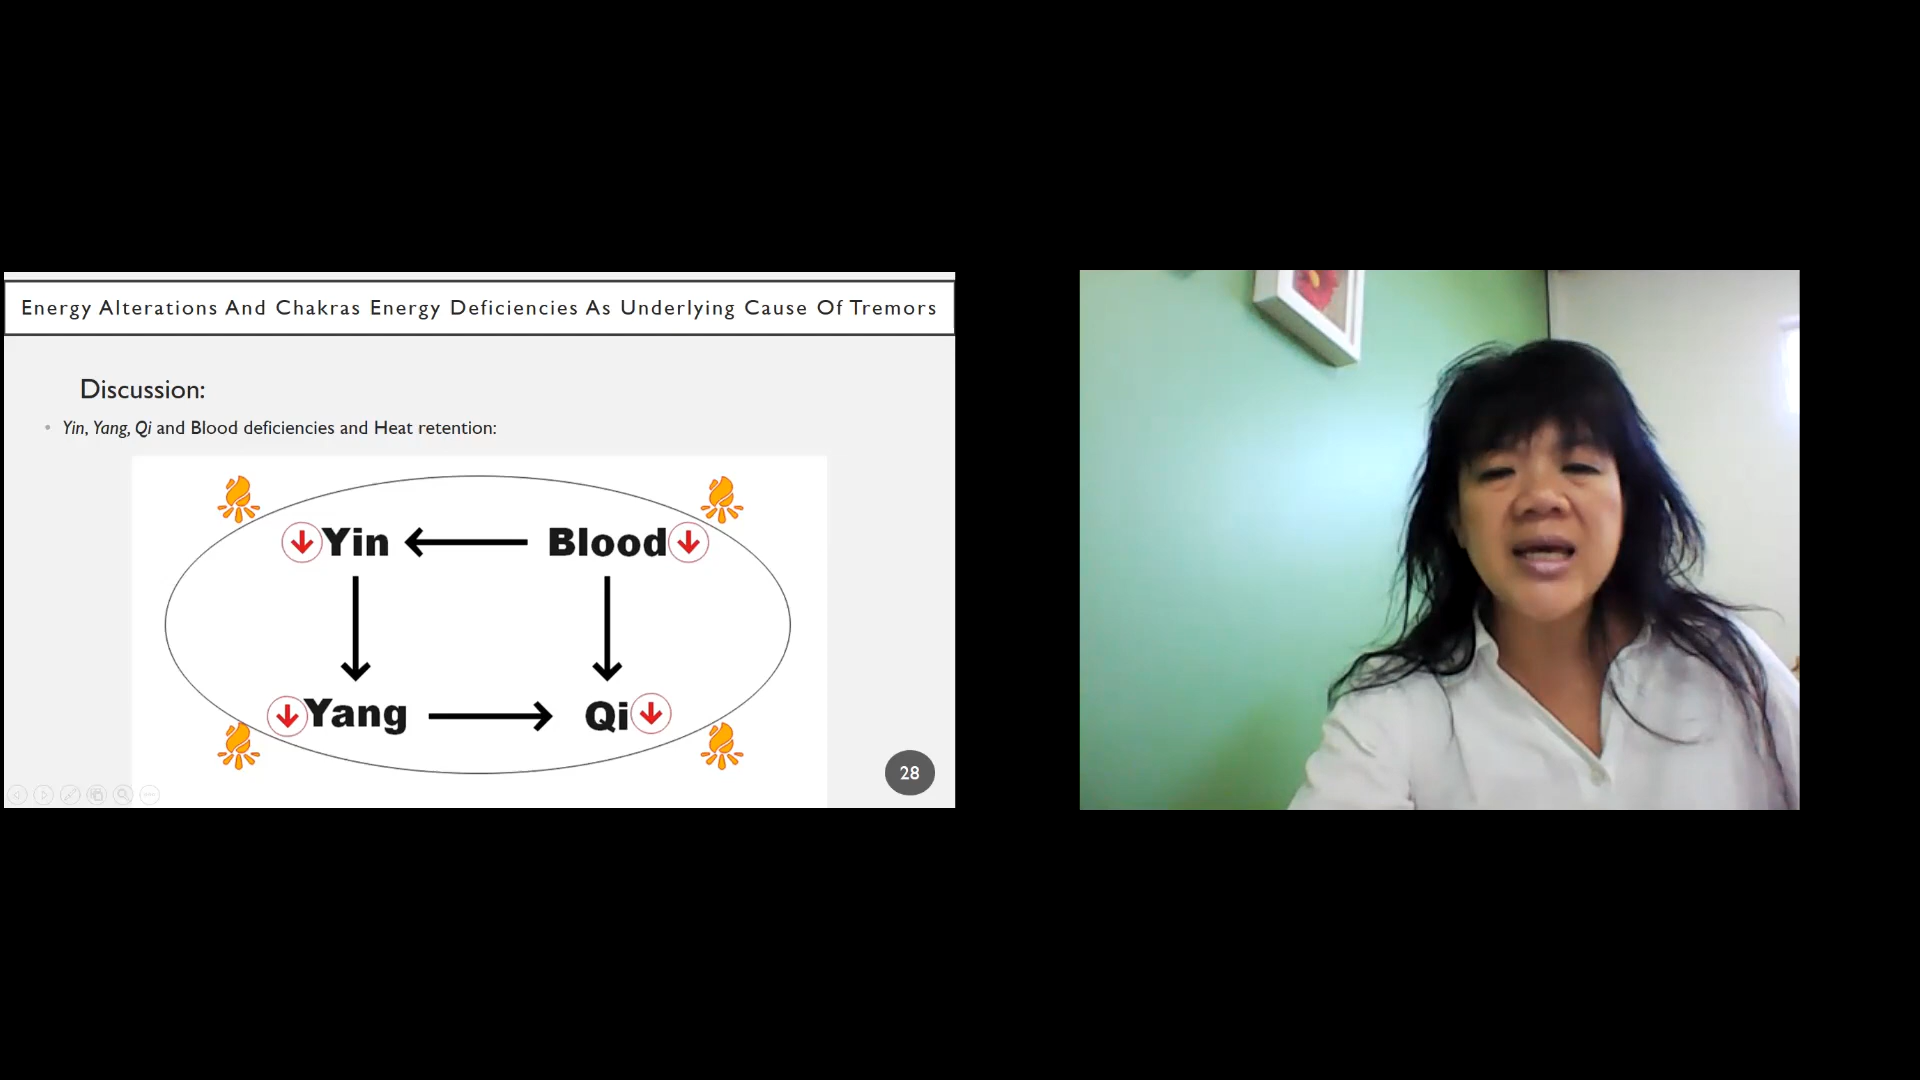 Energy Alterations And Chakras Energy Deficiencies As Underlying Cause Of Tremors
Discussion:
• Yin, Yang, Qi and Blood deficiencies and Heat retention:
Yin Blood
Yang Qi
28